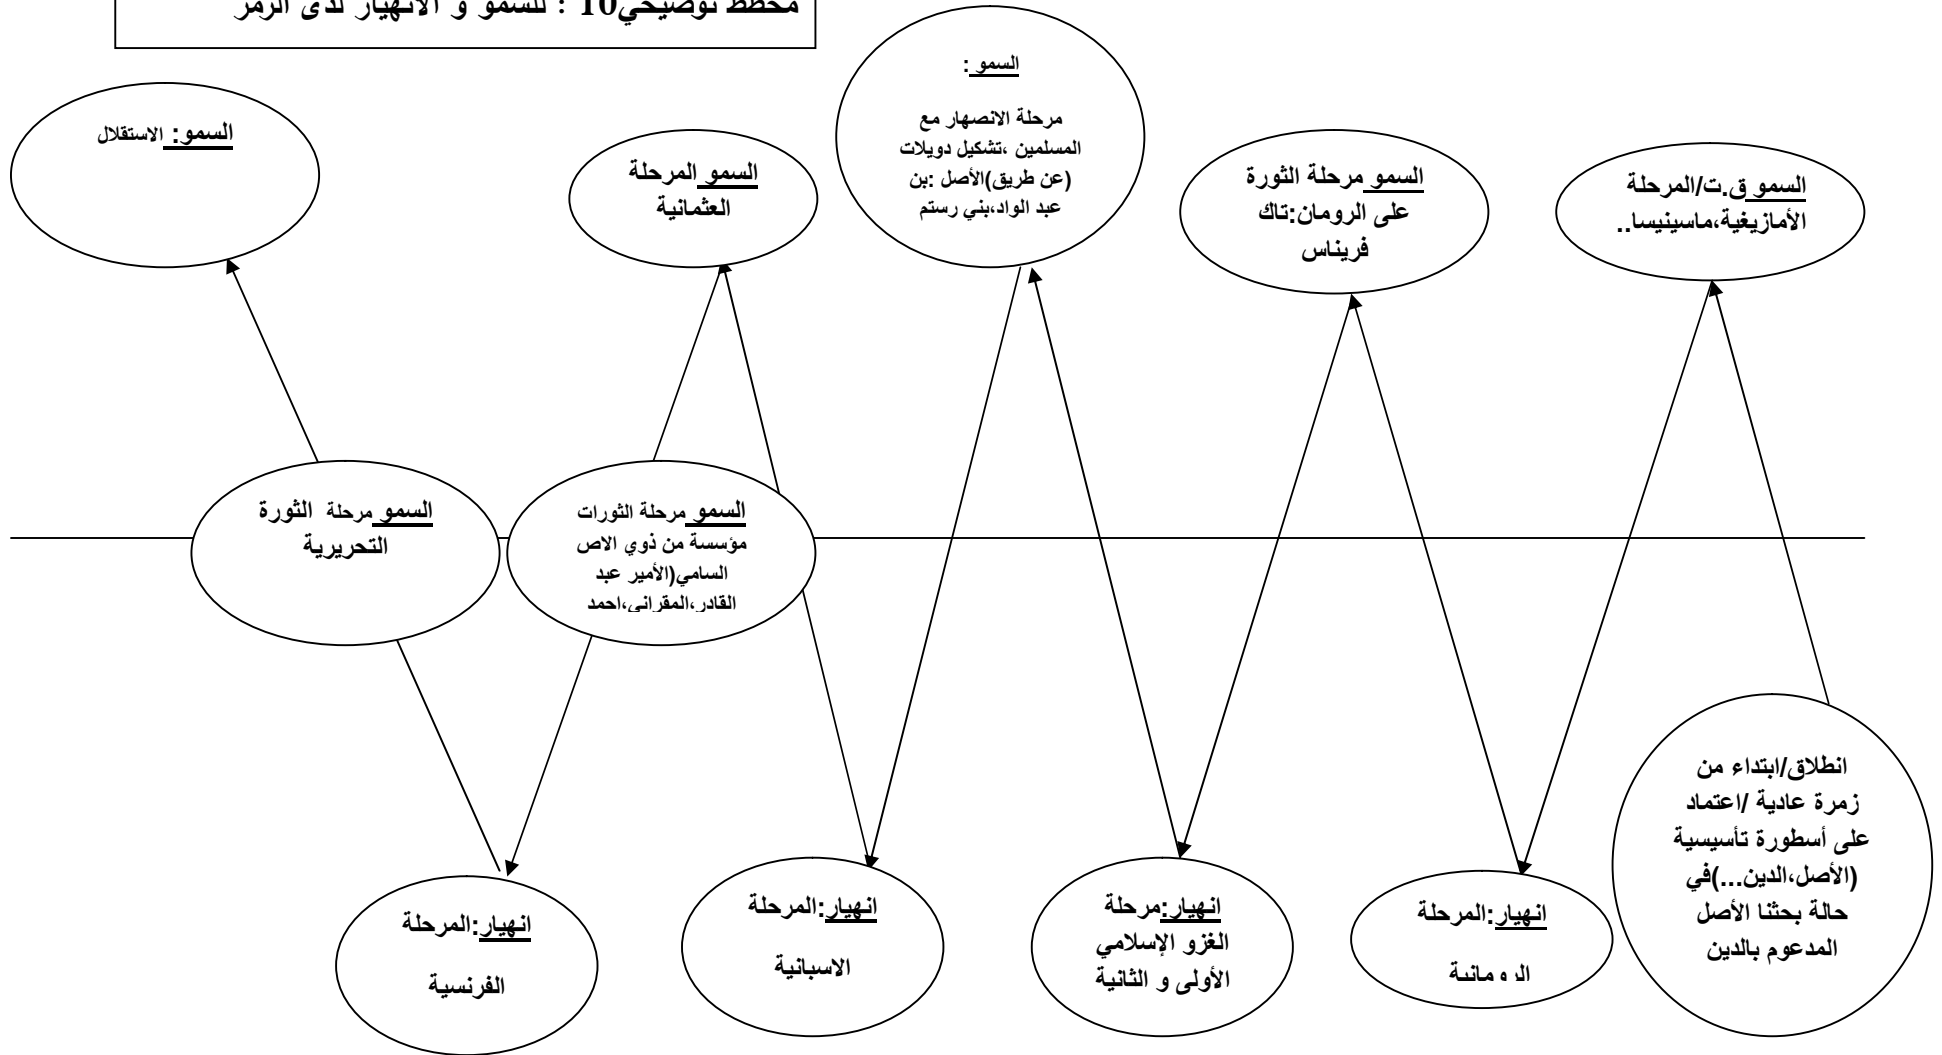 مخطط توضيحي10 : للسمو و الانهيار لدى الزمر
السمو ق.ت/المرحلة
الأمازيغية،ماسينيسا..
السمو مرحلة الثورة
على الرومان:تاك
فريناس
السمو :
مرحلة الانصهار مع
المسلمين ،تشكيل دويلات
(عن طريق)الأصل :بن
عبد الواد،بني رستم
السمو المرحلة
العثمانية
السمو: الاستقلال
السمو مرحلة الثورات
مؤسسة من ذوي الاص
السامي(الأمير عبد
القادر،المقراني،احمد
السمو مرحلة الثورة
التحريرية
انطلاق/ابتداء من
زمرة عادية /اعتماد
على أسطورة تأسيسية
(الأصل،الدين...)في
حالة بحثنا الأصل
المدعوم بالدين
انهيار:المرحلة
الرومانية
انهيار:مرحلة
الغزو الإسلامي
الأولى و الثانية
انهيار:المرحلة
الاسبانية
انهيار:المرحلة
الفرنسية